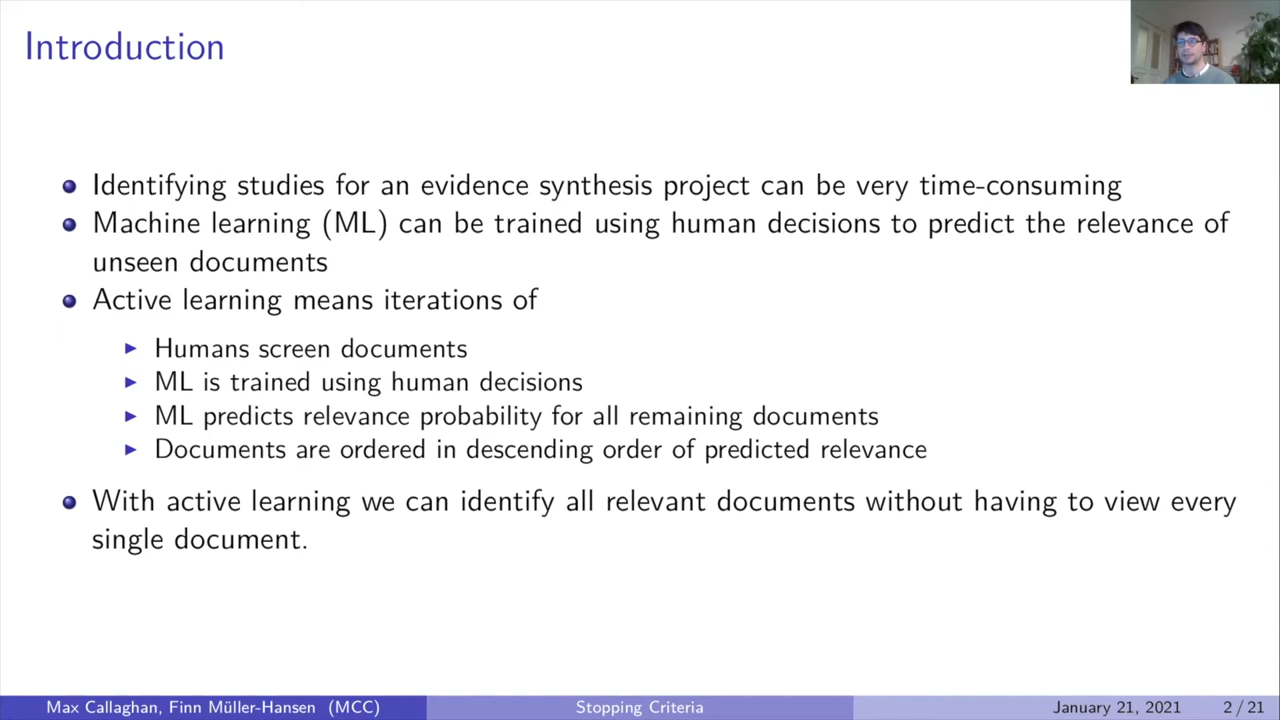 Introduction
Identifying studies for an evidence synthesis project can be very time-consuming
Machine learning (ML) can be trained using human decisions to predict the relevance of
unseen documents
Active learning means iterations of
Humans screen documents
ML is trained using human decisions
ML predicts relevance probability for all remaining documents
Documents are ordered in descending order of predicted relevance
With active learning we can identify all relevant documents without having to view every
single document.
Max Callaghan, Finn Müller-Hansen (MCC) Stopping Criteria January 21, 2021 2 / 21